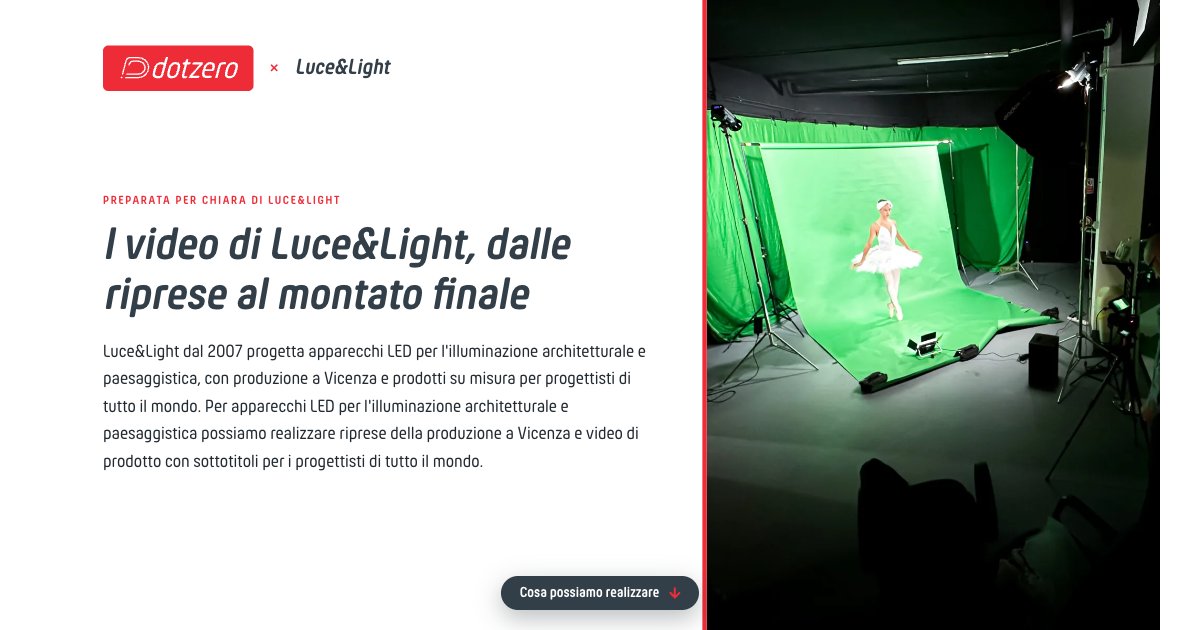 dotzero × Luce&Light
PREPARATA PER CHIARA DI LUCE&LIGHT
I video di Luce&Light, dalle
riprese al montato finale
Luce&Light dal 2007 progetta apparecchi LED per l'illuminazione architetturale e
paesaggistica, con produzione a Vicenza e prodotti su misura per progettisti di
tutto il mondo. Per apparecchi LED per l'illuminazione architetturale e
paesaggistica possiamo realizzare riprese della produzione a Vicenza e video di
prodotto con sottotitoli per i progettisti di tutto il mondo.
Cosa possiamo realizzare